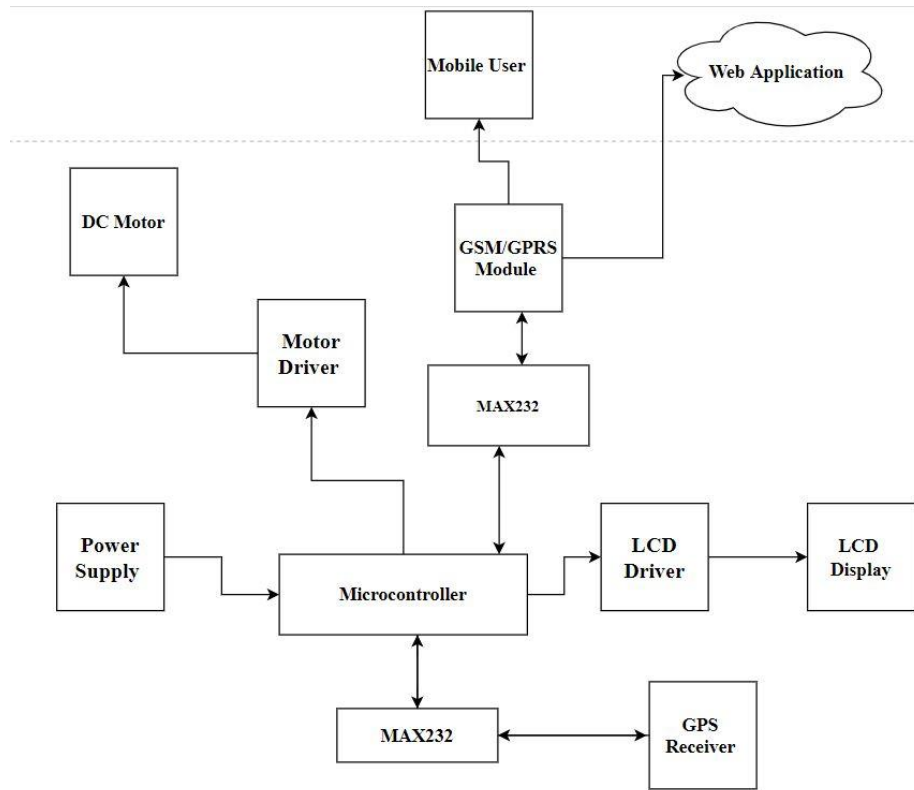 Mobile User
Web Application
DC Motor
GSM/GPRS
Module
Motor
Driver
MAX232
Power
Supply
LCD
Driver
LCD
Display
Microcontroller
MAX232
GPS
Receiver